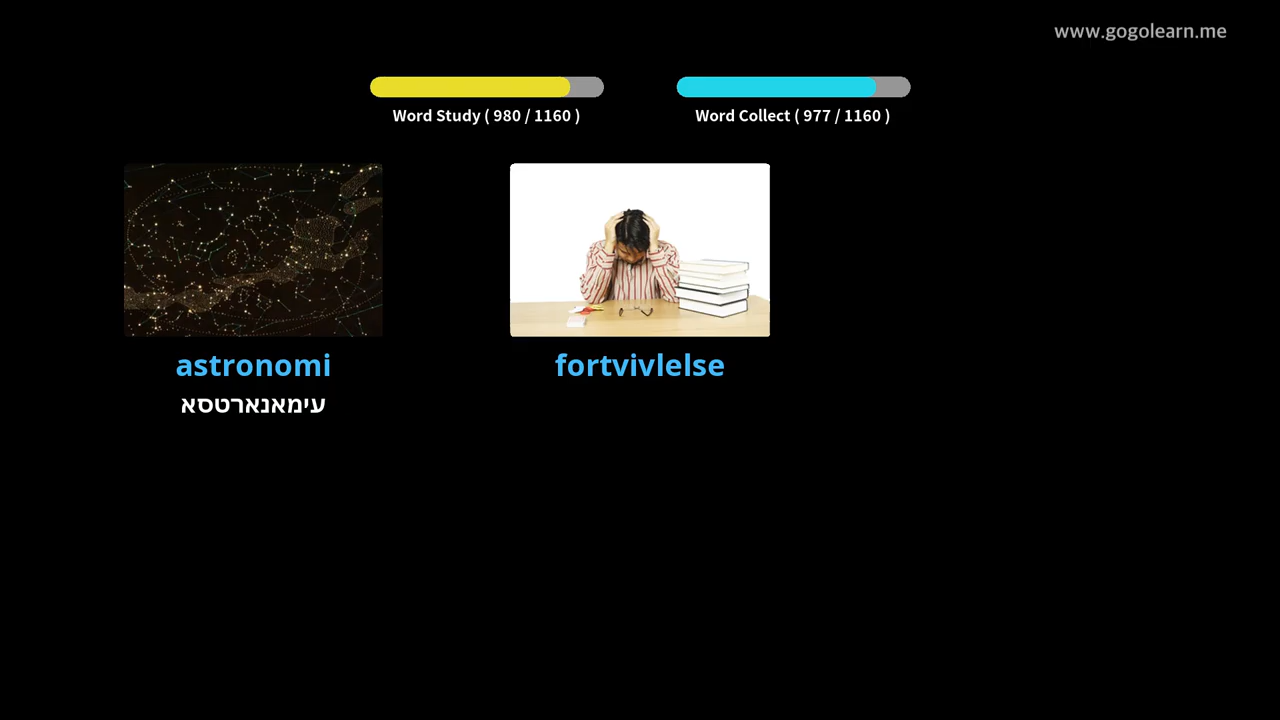 www.gogolearn.me
Word Study ( 980 / 1160 )
Word Collect ( 977 / 1160 )
astronomi
עימאנארטסא
fortvivlelse